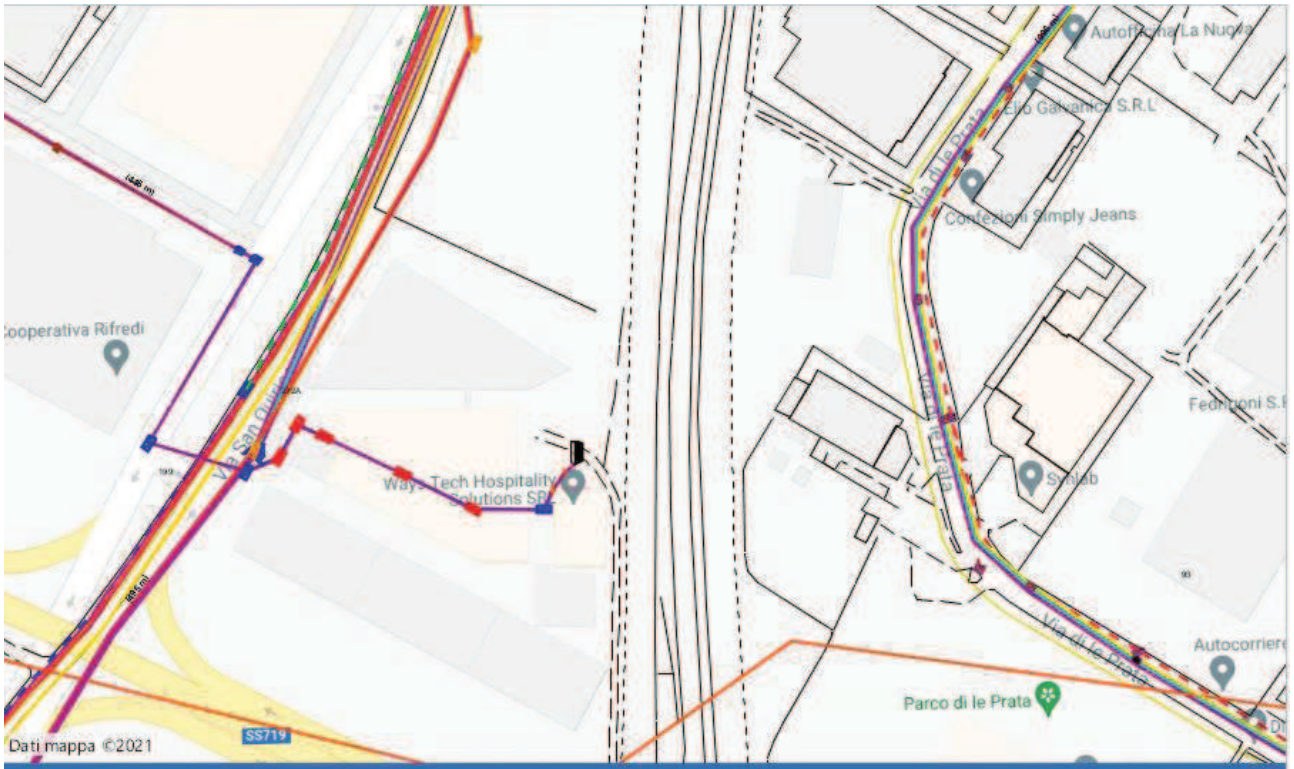 Autofficina La Nuova
Elio Galvanica S.R.L
Via di le Prata
Confezioni Simply Jeans
Cooperativa Rifredi
Via San Quirico
199
Ways Tech Hospitality
Solutions SRL
Via di le Prata
Synlab
Fedrigoni S.
93
Via di le Prata
Autocorriere
Parco di le Prata
SS719
Dati mappa ©2021